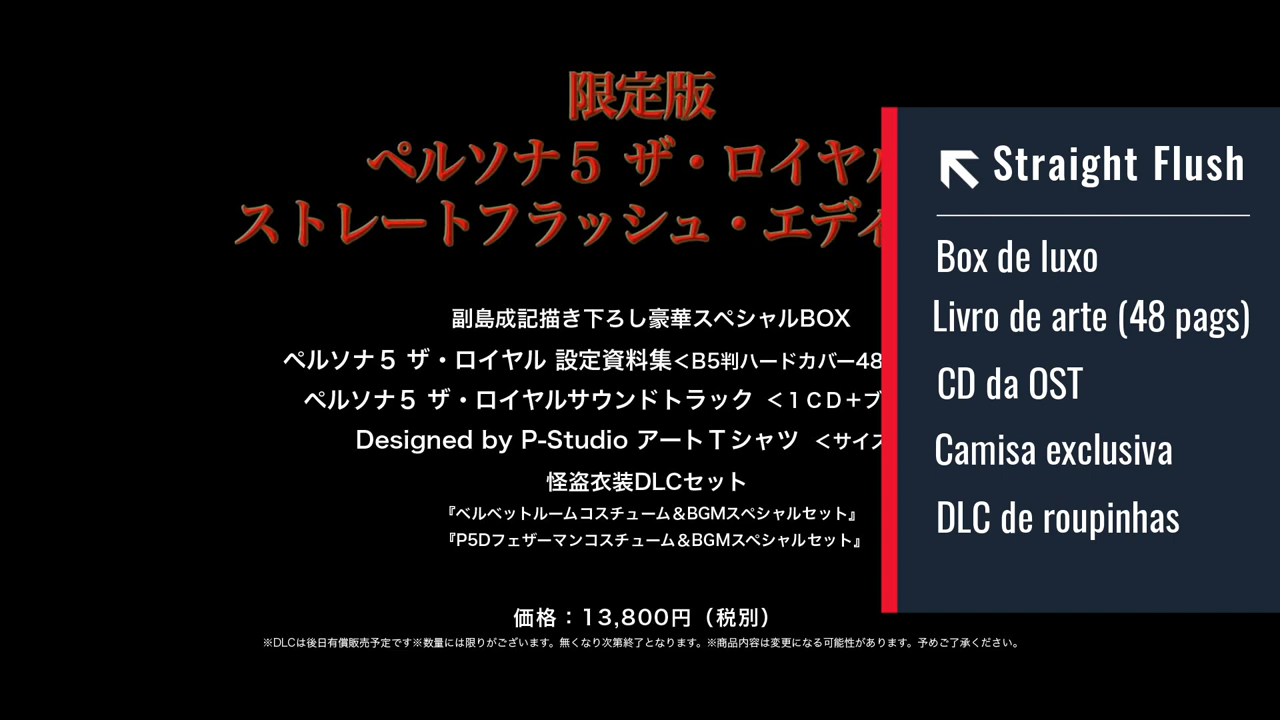 限定版
ペルソナ５ ザ・ロイヤル
ストレートフラッシュ・エディ
副島成記描き下ろし豪華スペシャルBOX
ペルソナ５ ザ・ロイヤル 設定資料集＜B5判ハードカバー48
ペルソナ５ ザ・ロイヤルサウンドトラック ＜１ＣＤ＋ブ
Designed by P-Studio アートＴシャツ ＜サイズ
怪盗衣装DLCセット
『ベルベットルームコスチューム＆BGMスペシャルセット』
『P5Dフェザーマンコスチューム＆BGMスペシャルセット』
価格：13,800円（税別）
※DLCは後日有償販売予定です※数量には限りがございます。無くなり次第終了となります。※商品内容は変更になる可能性があります。予めご了承ください。
Straight Flush
Box de luxo
Livro de arte (48 pags)
CD da OST
Camisa exclusiva
DLC de roupinhas